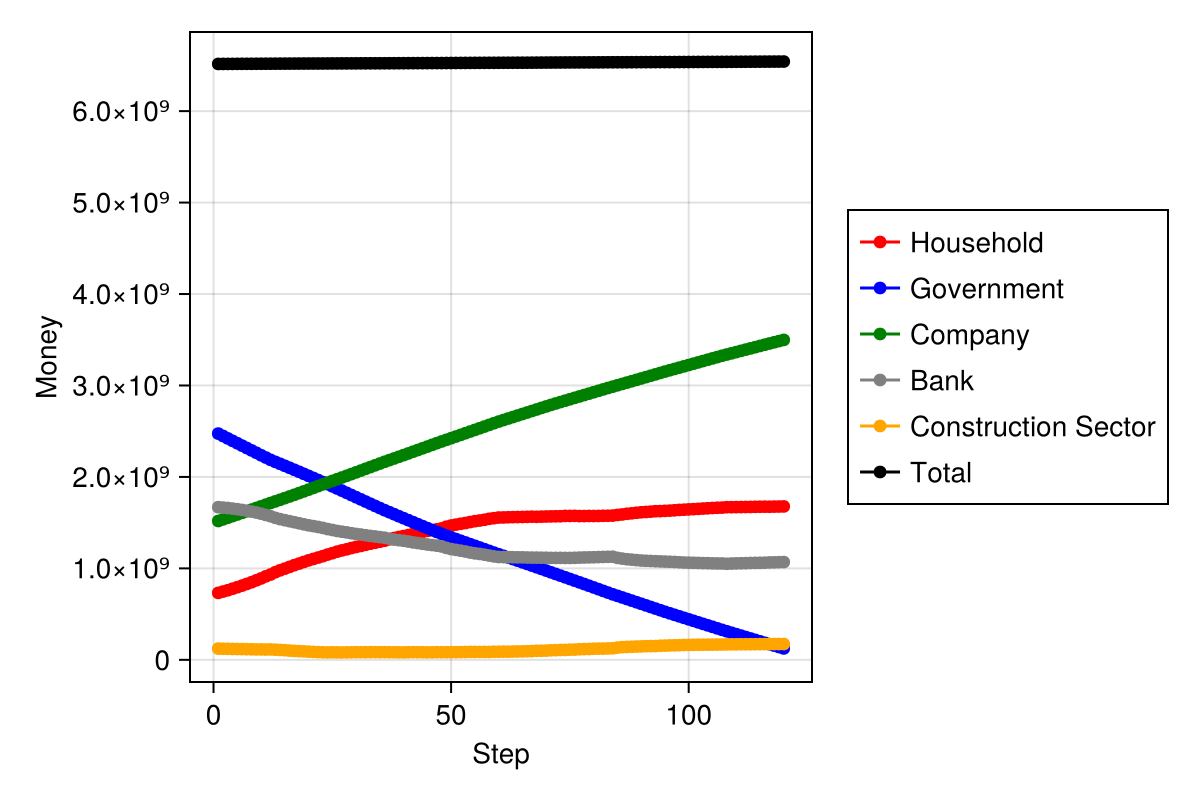 6.0×10⁹
5.0×10⁹
4.0×10⁹
3.0×10⁹
2.0×10⁹
1.0×10⁹
0
Money
0 50 100
Step
Household
Government
Company
Bank
Construction Sector
Total